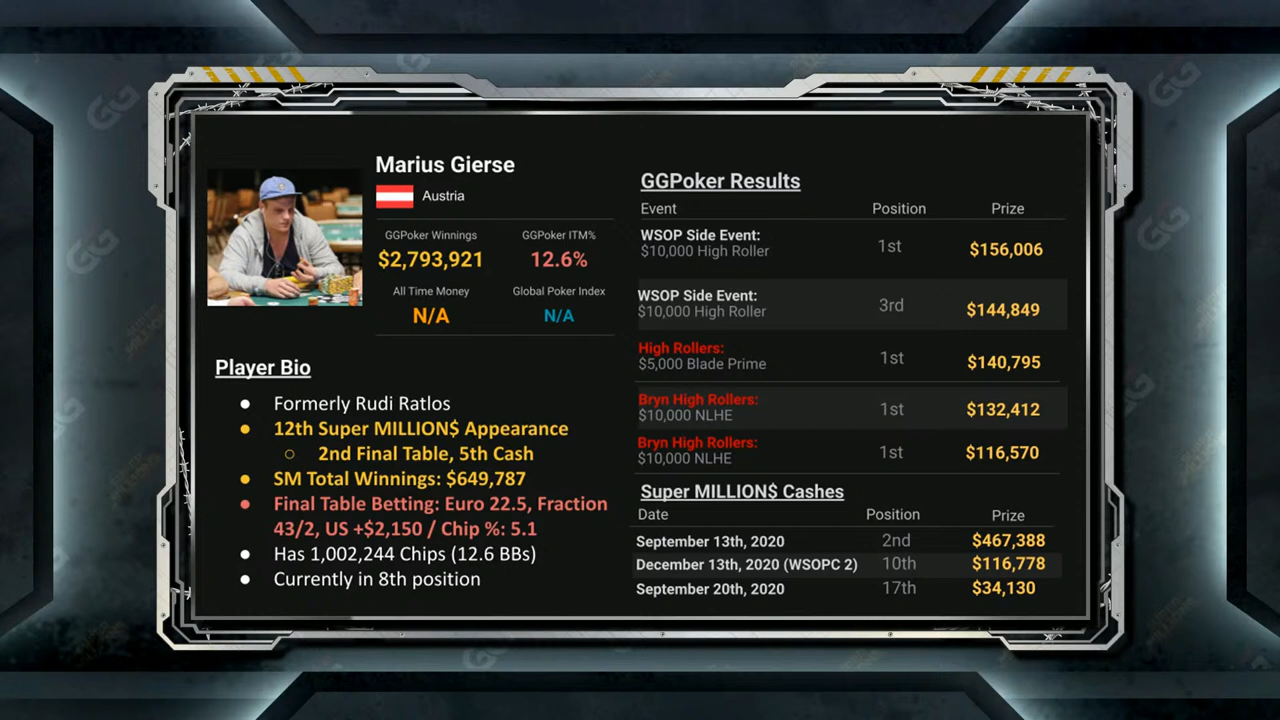 Marius Gierse
Austria
GGPoker Winnings GGPoker ITM%
$2,793,921 12.6%
All Time Money Global Poker Index
N/A N/A
Player Bio
● Formerly Rudi Ratlos
● 12th Super MILLION$ Appearance
○ 2nd Final Table, 5th Cash
● SM Total Winnings: $649,787
● Final Table Betting: Euro 22.5, Fraction
43/2, US +$2,150 / Chip %: 5.1
● Has 1,002,244 Chips (12.6 BBs)
● Currently in 8th position
GGPoker Results
Event Position Prize
WSOP Side Event:
$10,000 High Roller 1st $156,006
WSOP Side Event:
$10,000 High Roller 3rd $144,849
High Rollers:
$5,000 Blade Prime 1st $140,795
Bryn High Rollers:
$10,000 NLHE 1st $132,412
Bryn High Rollers:
$10,000 NLHE 1st $116,570
Super MILLION$ Cashes
Date Position Prize
September 13th, 2020 2nd $467,388
December 13th, 2020 (WSOPC 2) 10th $116,778
September 20th, 2020 17th $34,130